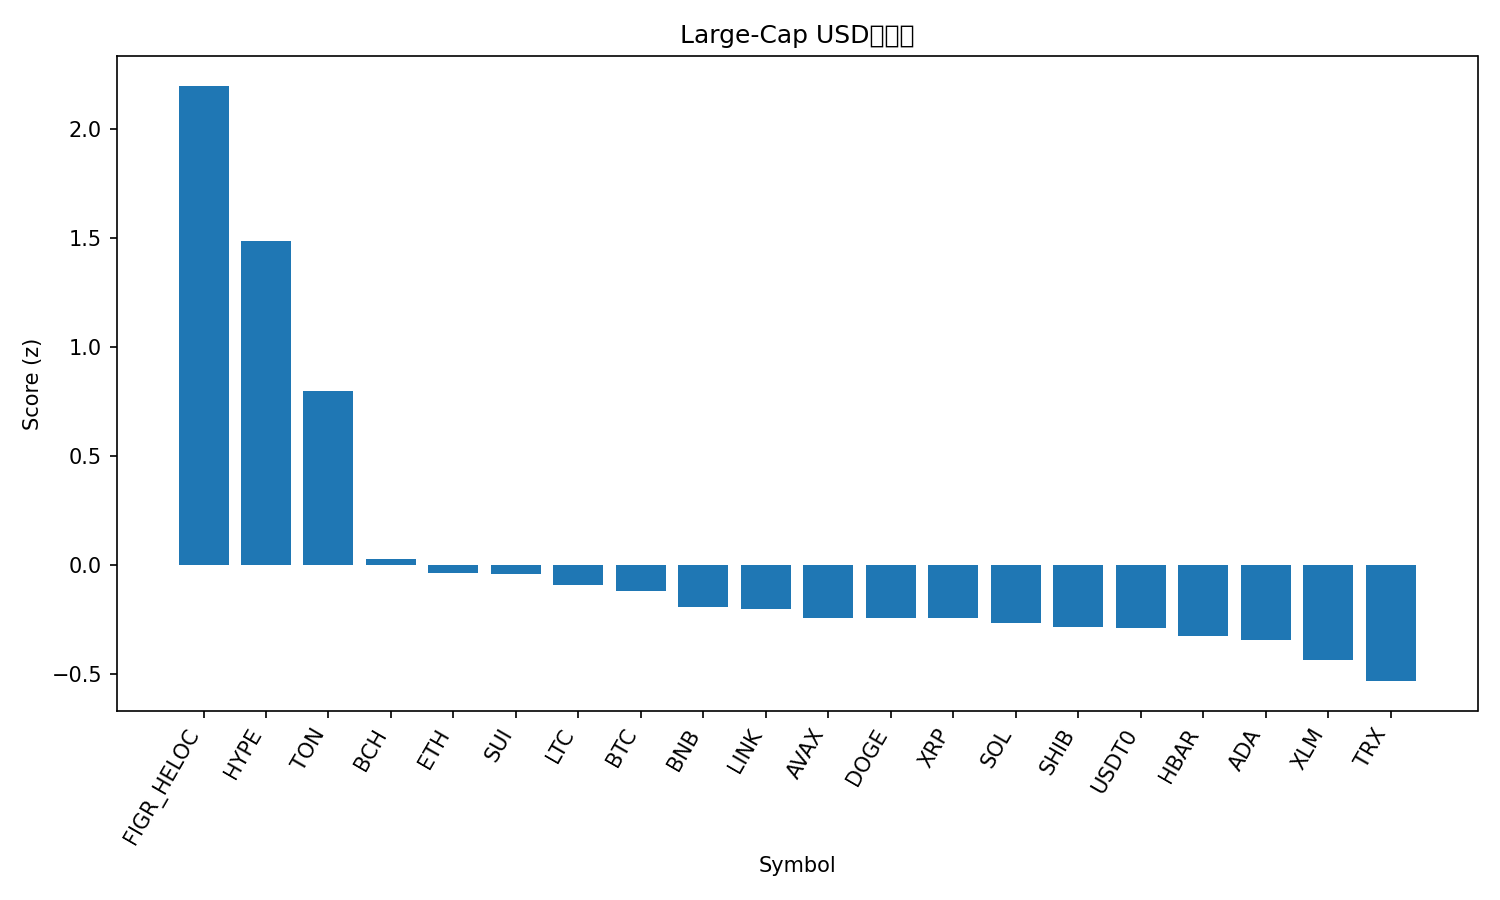 Large-Cap USD
Score (z)
2.0
1.5
1.0
0.5
0.0
−0.5
FIGR_HELOC
HYPE
TON
BCH
ETH
SUI
LTC
BTC
BNB
LINK
AVAX
DOGE
XRP
SOL
SHIB
USDT0
HBAR
ADA
XLM
TRX
Symbol